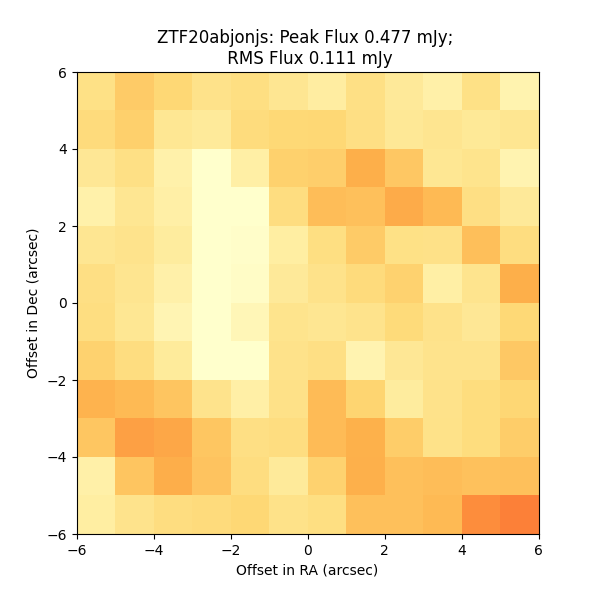 ZTF20abjonjs: Peak Flux 0.477 mJy;
RMS Flux 0.111 mJy
6
4
2
0
−2
−4
−6
Offset in Dec (arcsec)
−6 −4 −2 0 2 4 6
Offset in RA (arcsec)